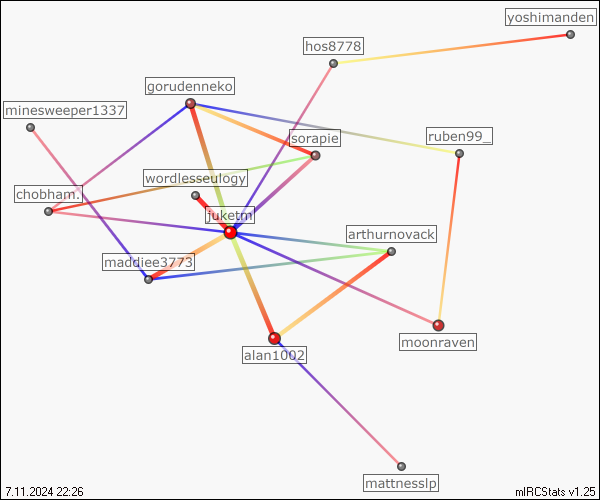 yoshimanden
hos8778
gorudenneko
minesweeper1337
sorapie
ruben99_
wordlesseulogy
chobham.
juketm
arthurnovack
maddiee3773
moonraven
alan1002
mattnesslp
7.11.2024 22:26
mIRCStats v1.25